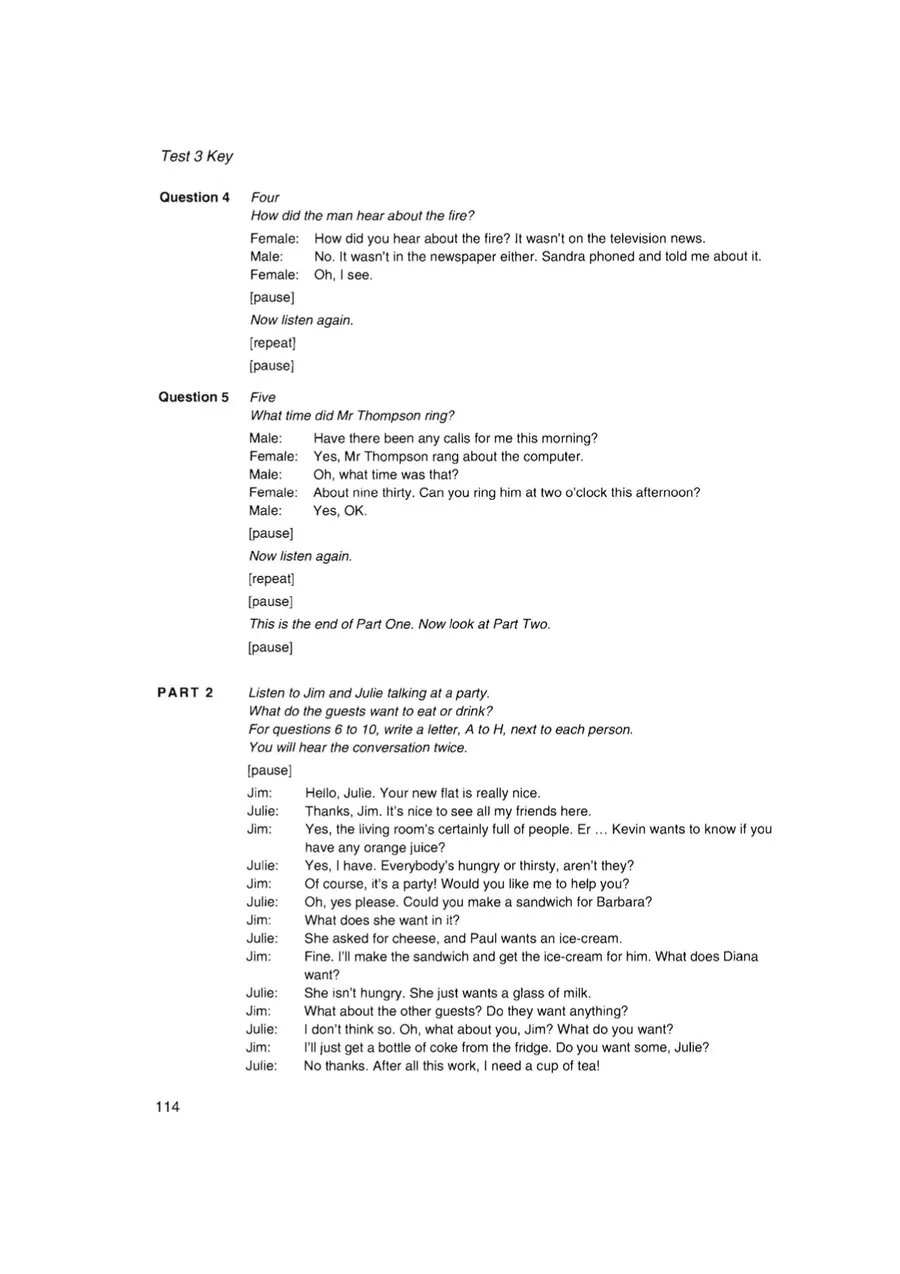 Test 3 Key
Question 4 Four
How did the man hear about the fire?
Female: How did you hear about the fire? It wasn't on the television news.
Male: No. It wasn't in the newspaper either. Sandra phoned and told me about it.
Female: Oh, I see.
[pause]
Now listen again.
[repeat]
[pause]
Question 5 Five
What time did Mr Thompson ring?
Male: Have there been any calls for me this morning?
Female: Yes, Mr Thompson rang about the computer.
Male: Oh, what time was that?
Female: About nine thirty. Can you ring him at two o'clock this afternoon?
Male: Yes, OK.
[pause]
Now listen again.
[repeat]
[pause]
This is the end of Part One. Now look at Part Two.
[pause]
PART 2 Listen to Jim and Julie talking at a party.
What do the guests want to eat or drink?
For questions 6 to 10, write a letter, A to H, next to each person.
You will hear the conversation twice.
[pause]
Jim: Hello, Julie. Your new flat is really nice.
Julie: Thanks, Jim. It's nice to see all my friends here.
Jim: Yes, the living room's certainly full of people. Er … Kevin wants to know if you
have any orange juice?
Julie: Yes, I have. Everybody's hungry or thirsty, aren't they?
Jim: Of course, it's a party! Would you like me to help you?
Julie: Oh, yes please. Could you make a sandwich for Barbara?
Jim: What does she want in it?
Julie: She asked for cheese, and Paul wants an ice-cream.
Jim: Fine. I'll make the sandwich and get the ice-cream for him. What does Diana
want?
Julie: She isn't hungry. She just wants a glass of milk.
Jim: What about the other guests? Do they want anything?
Julie: I don't think so. Oh, what about you, Jim? What do you want?
Jim: I'll just get a bottle of coke from the fridge. Do you want some, Julie?
Julie: No thanks. After all this work, I need a cup of tea!
114